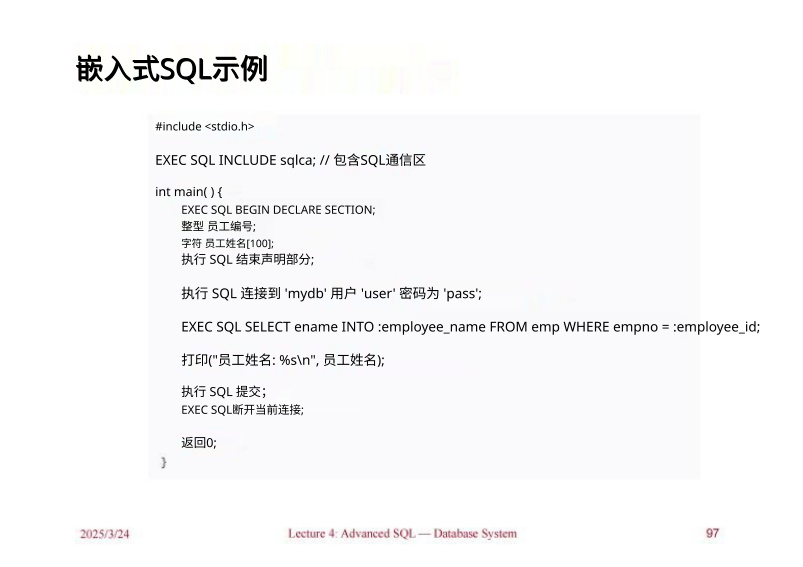 嵌入式SQL示例
#include <stdio.h>
EXEC SQL INCLUDE sqlca; // 包含SQL通信区
int main( ) {
EXEC SQL BEGIN DECLARE SECTION;
整型 员工编号;
字符 员工姓名[100];
执行 SQL 结束声明部分;
执行 SQL 连接到 'mydb' 用户 'user' 密码为 'pass';
EXEC SQL SELECT ename INTO :employee_name FROM emp WHERE empno = :employee_id;
打印("员工姓名: %s\n", 员工姓名);
执行 SQL 提交；
EXEC SQL断开当前连接;
返回0;
}
2025/3/24 Lecture 4: Advanced SQL — Database System 97